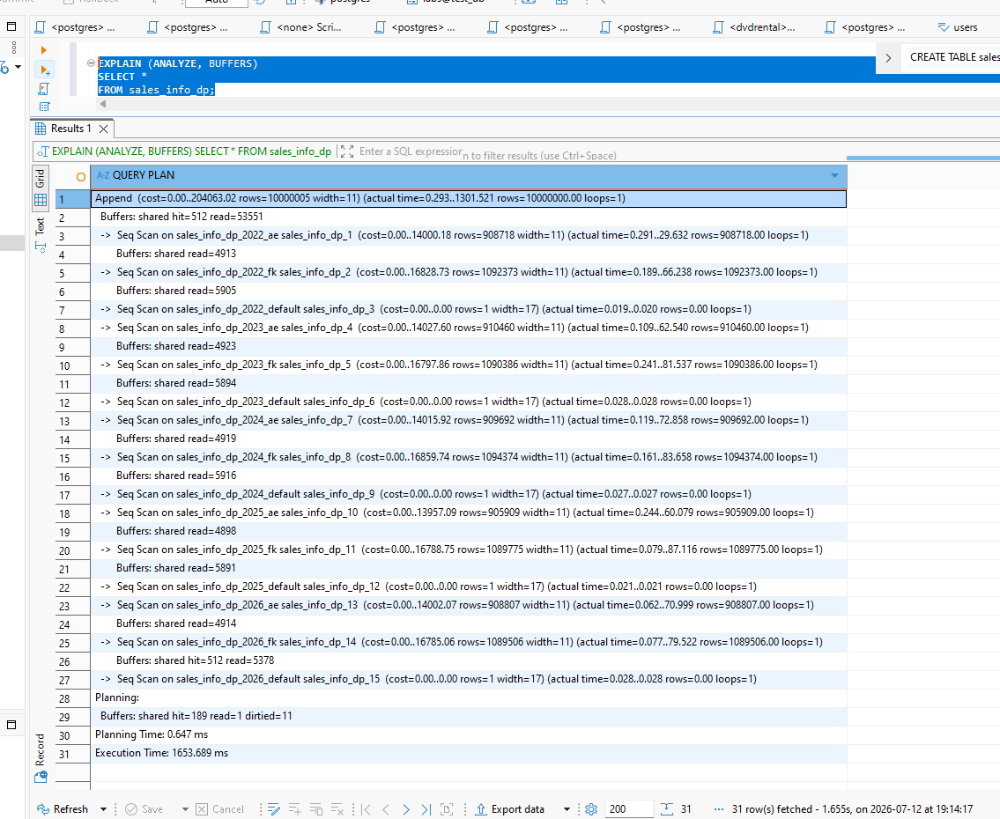 Rollback
Auto
postgres
labs@test_db
<postgres> ...
<postgres> ...
<none> Scri...
<postgres> ...
<postgres> ...
<postgres> ...
<dvdrental>...
<postgres> ...
users
EXPLAIN (ANALYZE, BUFFERS)
SELECT *
FROM sales_info_dp;
CREATE TABLE sales
Results 1
EXPLAIN (ANALYZE, BUFFERS) SELECT * FROM sales_info_dp
Enter a SQL expression to filter results (use Ctrl+Space)
Grid
Text
Record
A-Z QUERY PLAN
1 Append (cost=0.00..204063.02 rows=10000005 width=11) (actual time=0.293..1301.521 rows=10000000.00 loops=1)
2 Buffers: shared hit=512 read=53551
3 -> Seq Scan on sales_info_dp_2022_ae sales_info_dp_1 (cost=0.00..14000.18 rows=908718 width=11) (actual time=0.291..29.632 rows=908718.00 loops=1)
4 Buffers: shared read=4913
5 -> Seq Scan on sales_info_dp_2022_fk sales_info_dp_2 (cost=0.00..16828.73 rows=1092373 width=11) (actual time=0.189..66.238 rows=1092373.00 loops=1)
6 Buffers: shared read=5905
7 -> Seq Scan on sales_info_dp_2022_default sales_info_dp_3 (cost=0.00..0.00 rows=1 width=17) (actual time=0.019..0.020 rows=0.00 loops=1)
8 -> Seq Scan on sales_info_dp_2023_ae sales_info_dp_4 (cost=0.00..14027.60 rows=910460 width=11) (actual time=0.109..62.540 rows=910460.00 loops=1)
9 Buffers: shared read=4923
10 -> Seq Scan on sales_info_dp_2023_fk sales_info_dp_5 (cost=0.00..16797.86 rows=1090386 width=11) (actual time=0.241..81.537 rows=1090386.00 loops=1)
11 Buffers: shared read=5894
12 -> Seq Scan on sales_info_dp_2023_default sales_info_dp_6 (cost=0.00..0.00 rows=1 width=17) (actual time=0.028..0.028 rows=0.00 loops=1)
13 -> Seq Scan on sales_info_dp_2024_ae sales_info_dp_7 (cost=0.00..14015.92 rows=909692 width=11) (actual time=0.119..72.858 rows=909692.00 loops=1)
14 Buffers: shared read=4919
15 -> Seq Scan on sales_info_dp_2024_fk sales_info_dp_8 (cost=0.00..16859.74 rows=1094374 width=11) (actual time=0.161..83.658 rows=1094374.00 loops=1)
16 Buffers: shared read=5916
17 -> Seq Scan on sales_info_dp_2024_default sales_info_dp_9 (cost=0.00..0.00 rows=1 width=17) (actual time=0.027..0.027 rows=0.00 loops=1)
18 -> Seq Scan on sales_info_dp_2025_ae sales_info_dp_10 (cost=0.00..13957.09 rows=905909 width=11) (actual time=0.244..60.079 rows=905909.00 loops=1)
19 Buffers: shared read=4898
20 -> Seq Scan on sales_info_dp_2025_fk sales_info_dp_11 (cost=0.00..16788.75 rows=1089775 width=11) (actual time=0.079..87.116 rows=1089775.00 loops=1)
21 Buffers: shared read=5891
22 -> Seq Scan on sales_info_dp_2025_default sales_info_dp_12 (cost=0.00..0.00 rows=1 width=17) (actual time=0.021..0.021 rows=0.00 loops=1)
23 -> Seq Scan on sales_info_dp_2026_ae sales_info_dp_13 (cost=0.00..14002.07 rows=908807 width=11) (actual time=0.062..70.999 rows=908807.00 loops=1)
24 Buffers: shared read=4914
25 -> Seq Scan on sales_info_dp_2026_fk sales_info_dp_14 (cost=0.00..16785.06 rows=1089506 width=11) (actual time=0.077..79.522 rows=1089506.00 loops=1)
26 Buffers: shared hit=512 read=5378
27 -> Seq Scan on sales_info_dp_2026_default sales_info_dp_15 (cost=0.00..0.00 rows=1 width=17) (actual time=0.028..0.028 rows=0.00 loops=1)
28 Planning:
29 Buffers: shared hit=189 read=1 dirtied=11
30 Planning Time: 0.647 ms
31 Execution Time: 1653.689 ms
Refresh
Save
Cancel
Export data
200
31
31 row(s) fetched - 1.655s, on 2026-07-12 at 19:14:17